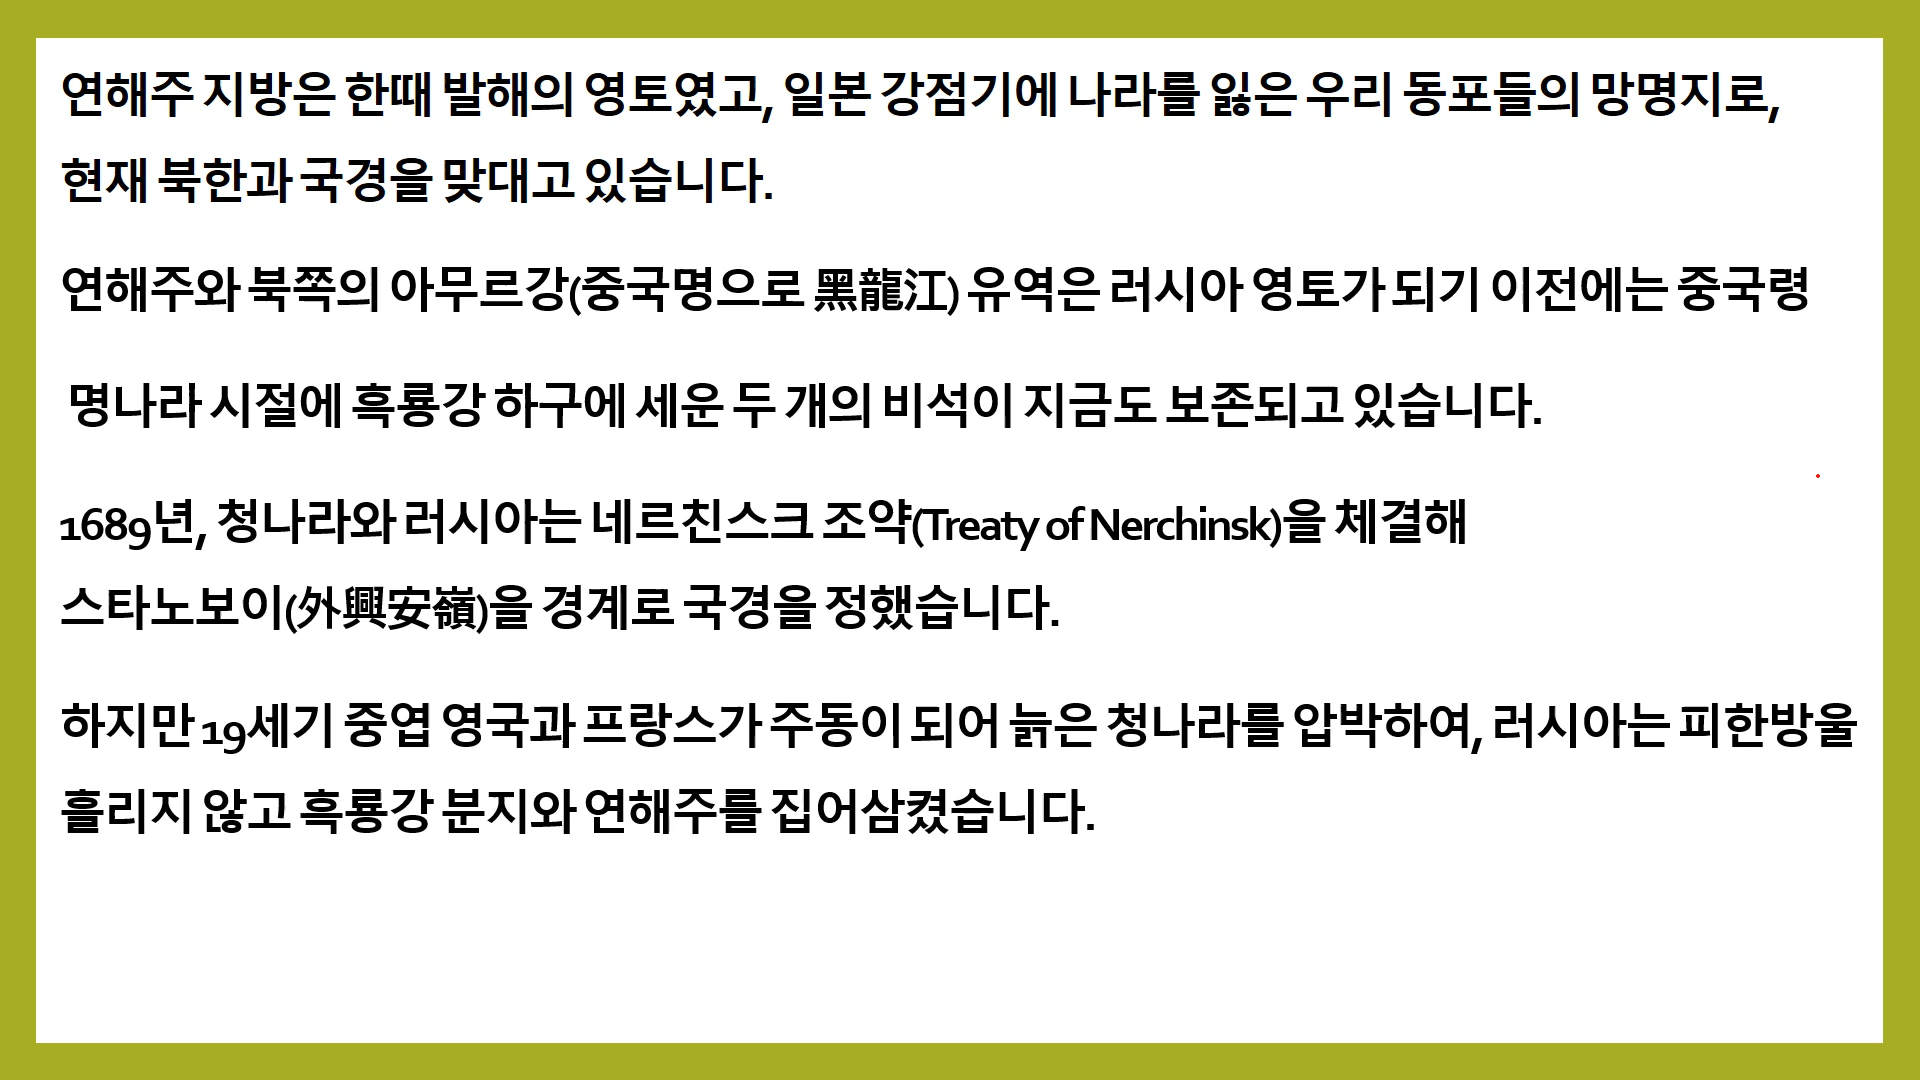 연해주 지방은 한때 발해의 영토였고, 일본 강점기에 나라를 잃은 우리 동포들의 망명지로,
현재 북한과 국경을 맞대고 있습니다.
연해주와 북쪽의 아무르강(중국명으로 黑龍江) 유역은 러시아 영토가 되기 이전에는 중국령
명나라 시절에 흑룡강 하구에 세운 두 개의 비석이 지금도 보존되고 있습니다.
1689년, 청나라와 러시아는 네르친스크 조약(Treaty of Nerchinsk)을 체결해
스타노보이(外興安嶺)을 경계로 국경을 정했습니다.
하지만 19세기 중엽 영국과 프랑스가 주동이 되어 늙은 청나라를 압박하여, 러시아는 피한방울
흘리지 않고 흑룡강 분지와 연해주를 집어삼켰습니다.